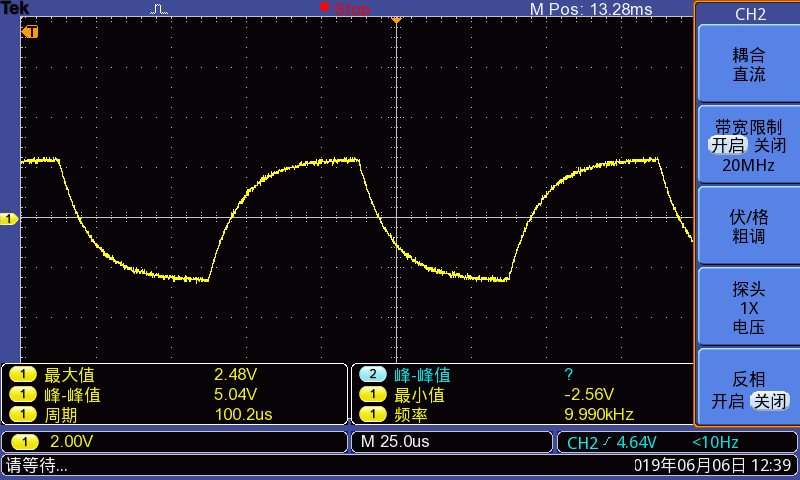 Tek Stop M Pos: 13.28ms CH2
T
耦合
直流
带宽限制
开启 关闭
20MHz
1
伏/格
粗调
探头
1X
电压
反相
开启 关闭
1 最大值 2.48V
1 峰-峰值 5.04V
1 周期 100.2us
2 峰-峰值 ?
1 最小值 -2.56V
1 频率 9.990kHz
1 2.00V M 25.0us CH2 4.64V <10Hz
请等待... 019年06月06日 12:39